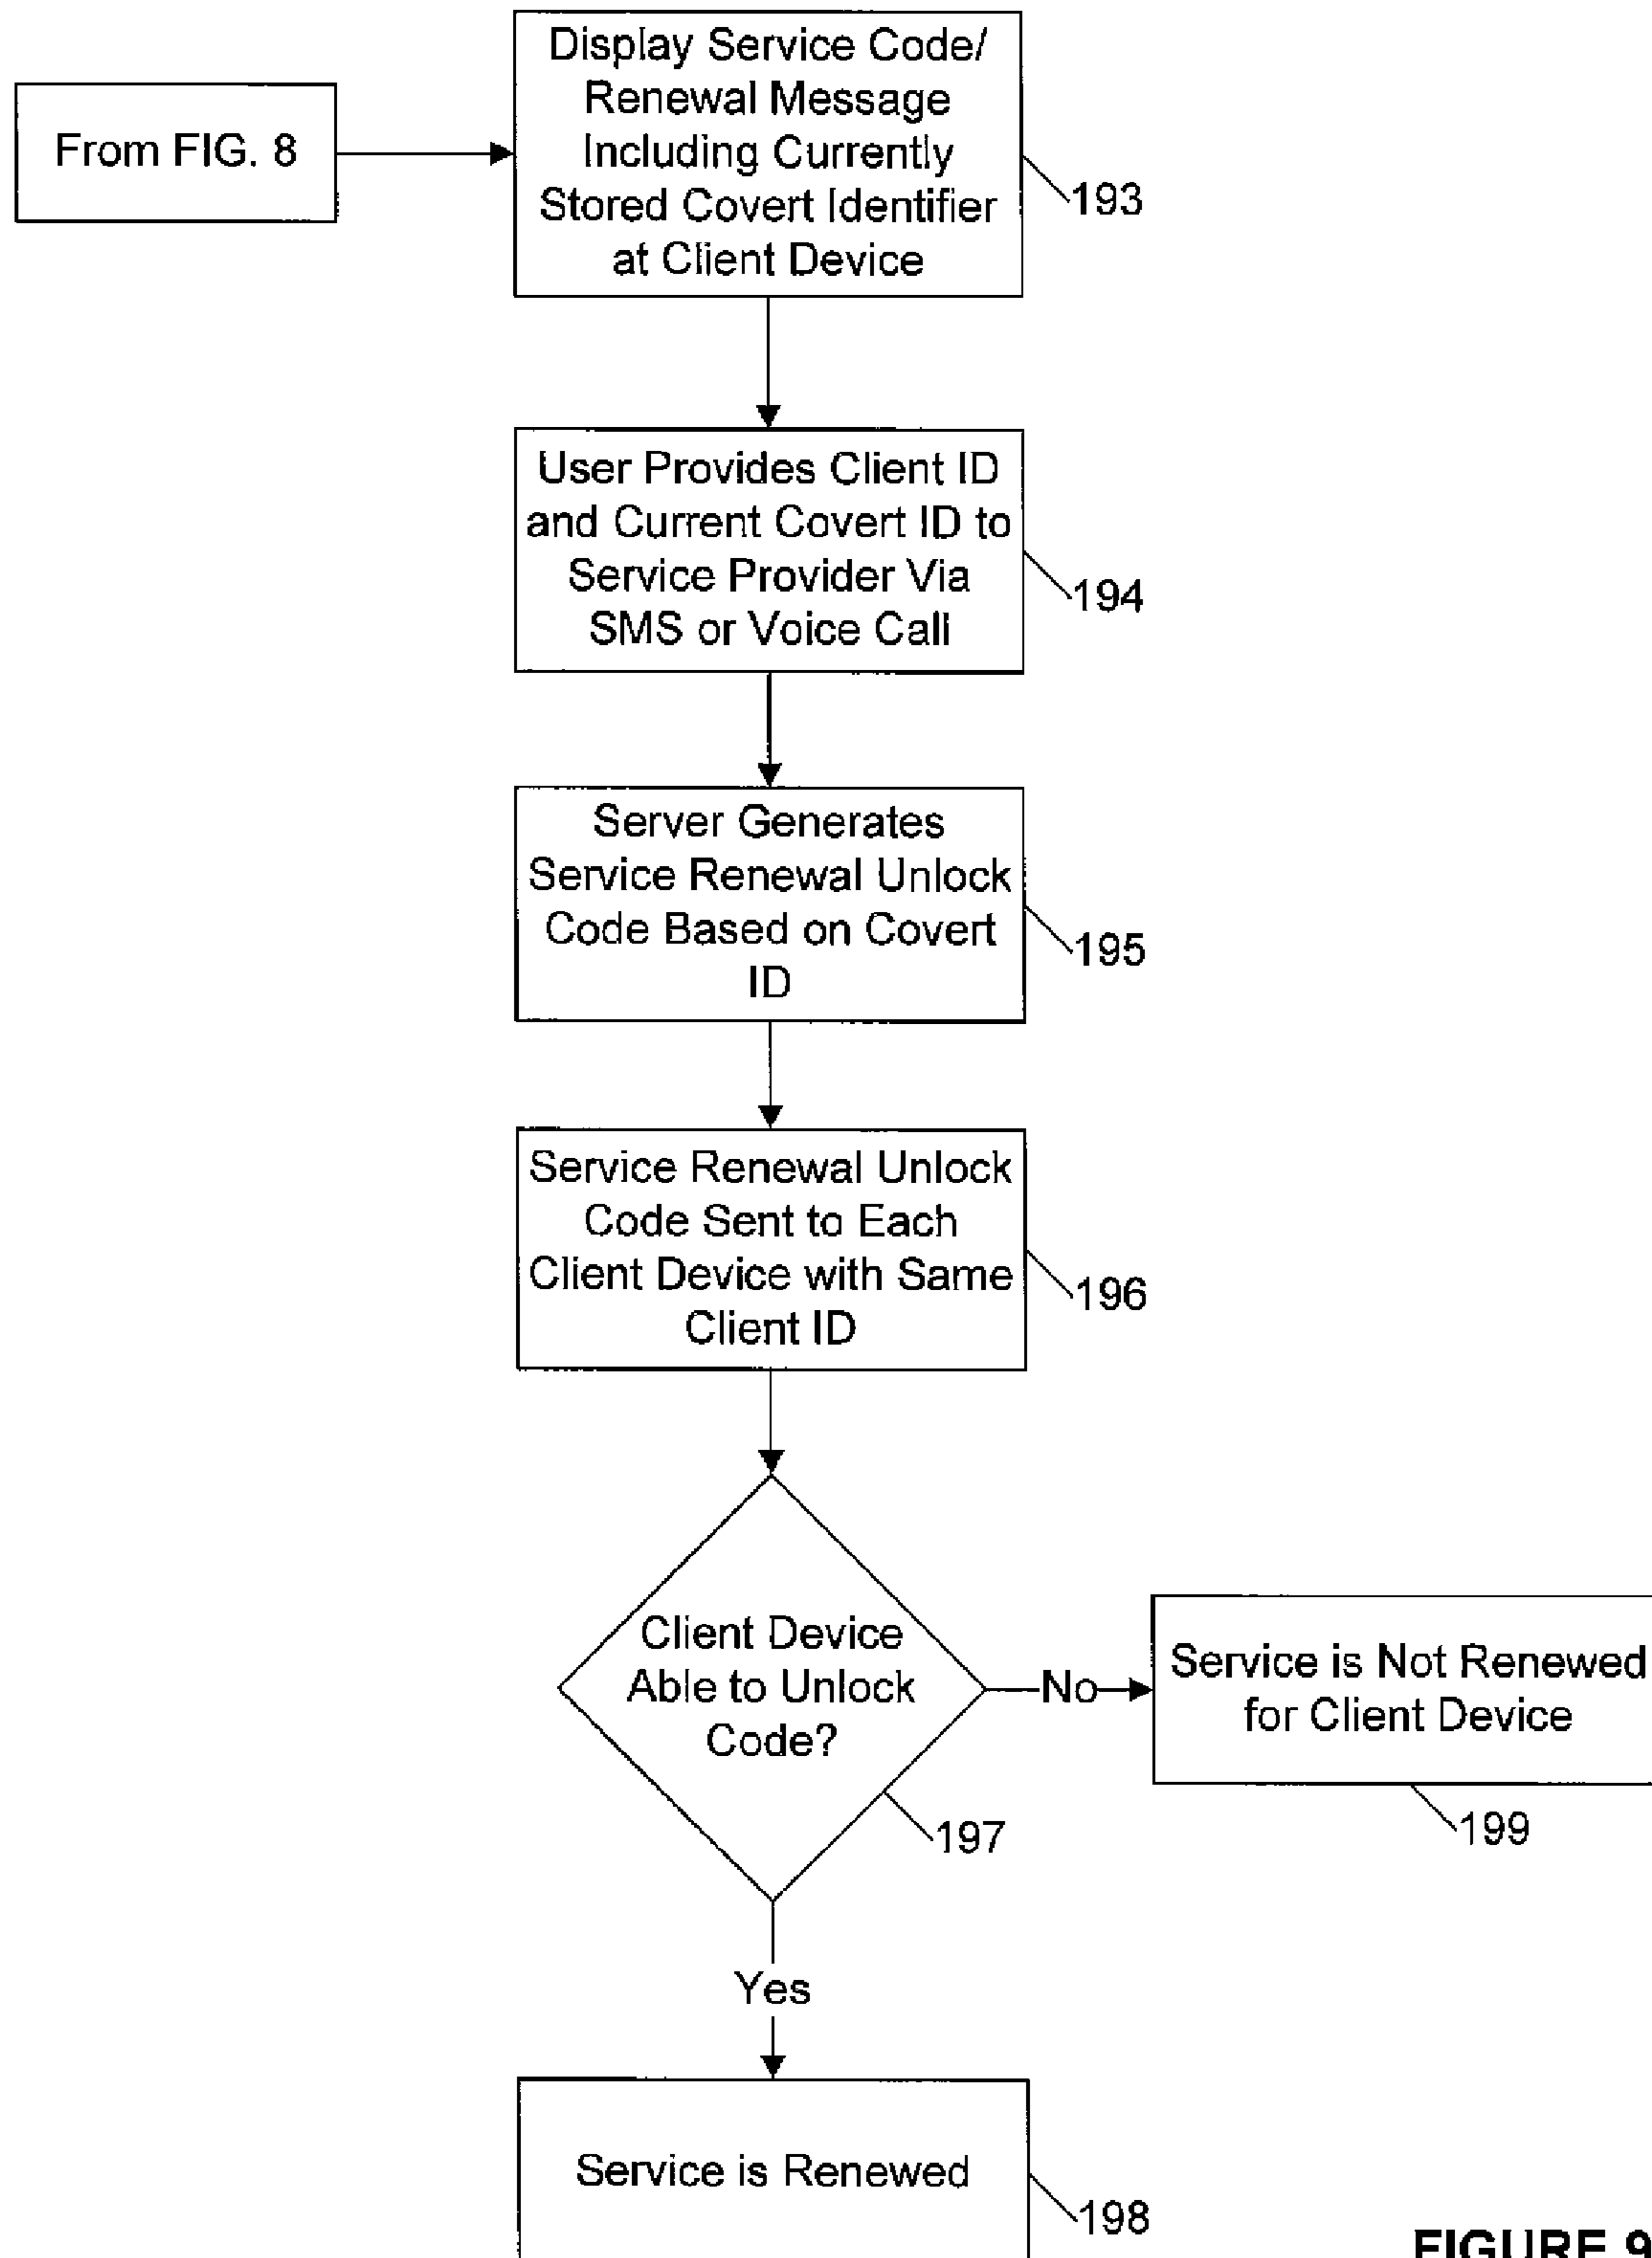 Display Service Code/
Renewal Message
Including Currently
Stored Covert Identifier
at Client Device
From FIG. 8
193
User Provides Client ID
and Current Covert ID to
Service Provider Via
SMS or Voice Call
194
Server Generates
Service Renewal Unlock
Code Based on Covert
ID
195
Service Renewal Unlock
Code Sent to Each
Client Device with Same
Client ID
196
Client Device
Able to Unlock
Code?
No
Service is Not Renewed
for Client Device
197
199
Yes
Service is Renewed
198
FIGURE 9